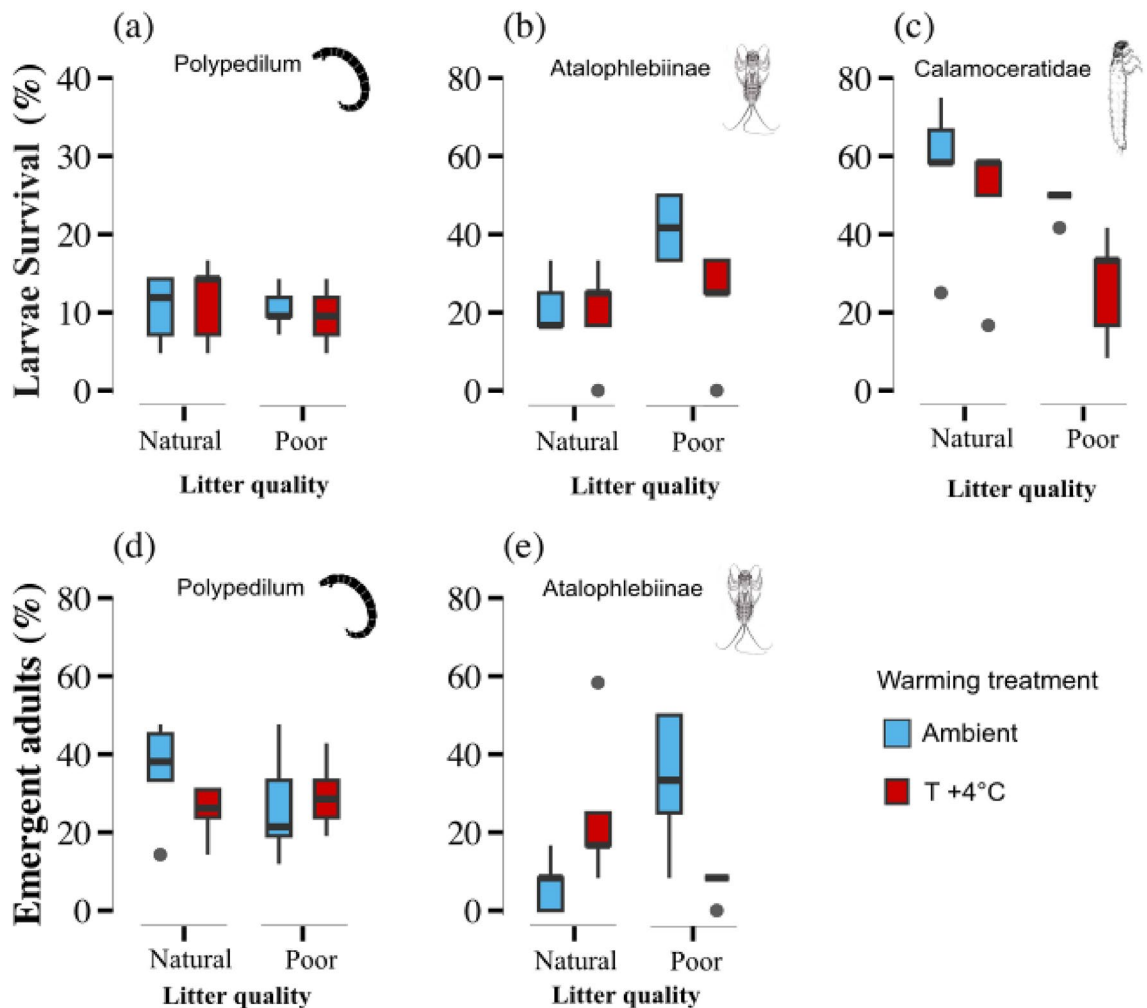 (a)
(b)
(c)
Polypedilum
Atalophlebiinae
Calamoceratidae
Larvae Survival (%)
40
30
20
10
0
80
60
40
20
0
80
60
40
20
0
Natural
Poor
Natural
Poor
Natural
Poor
Litter quality
Litter quality
Litter quality
(d)
(e)
Polypedilum
Atalophlebiinae
Emergent adults (%)
80
60
40
20
0
80
60
40
20
0
Natural
Poor
Natural
Poor
Litter quality
Litter quality
Warming treatment
Ambient
T +4°C